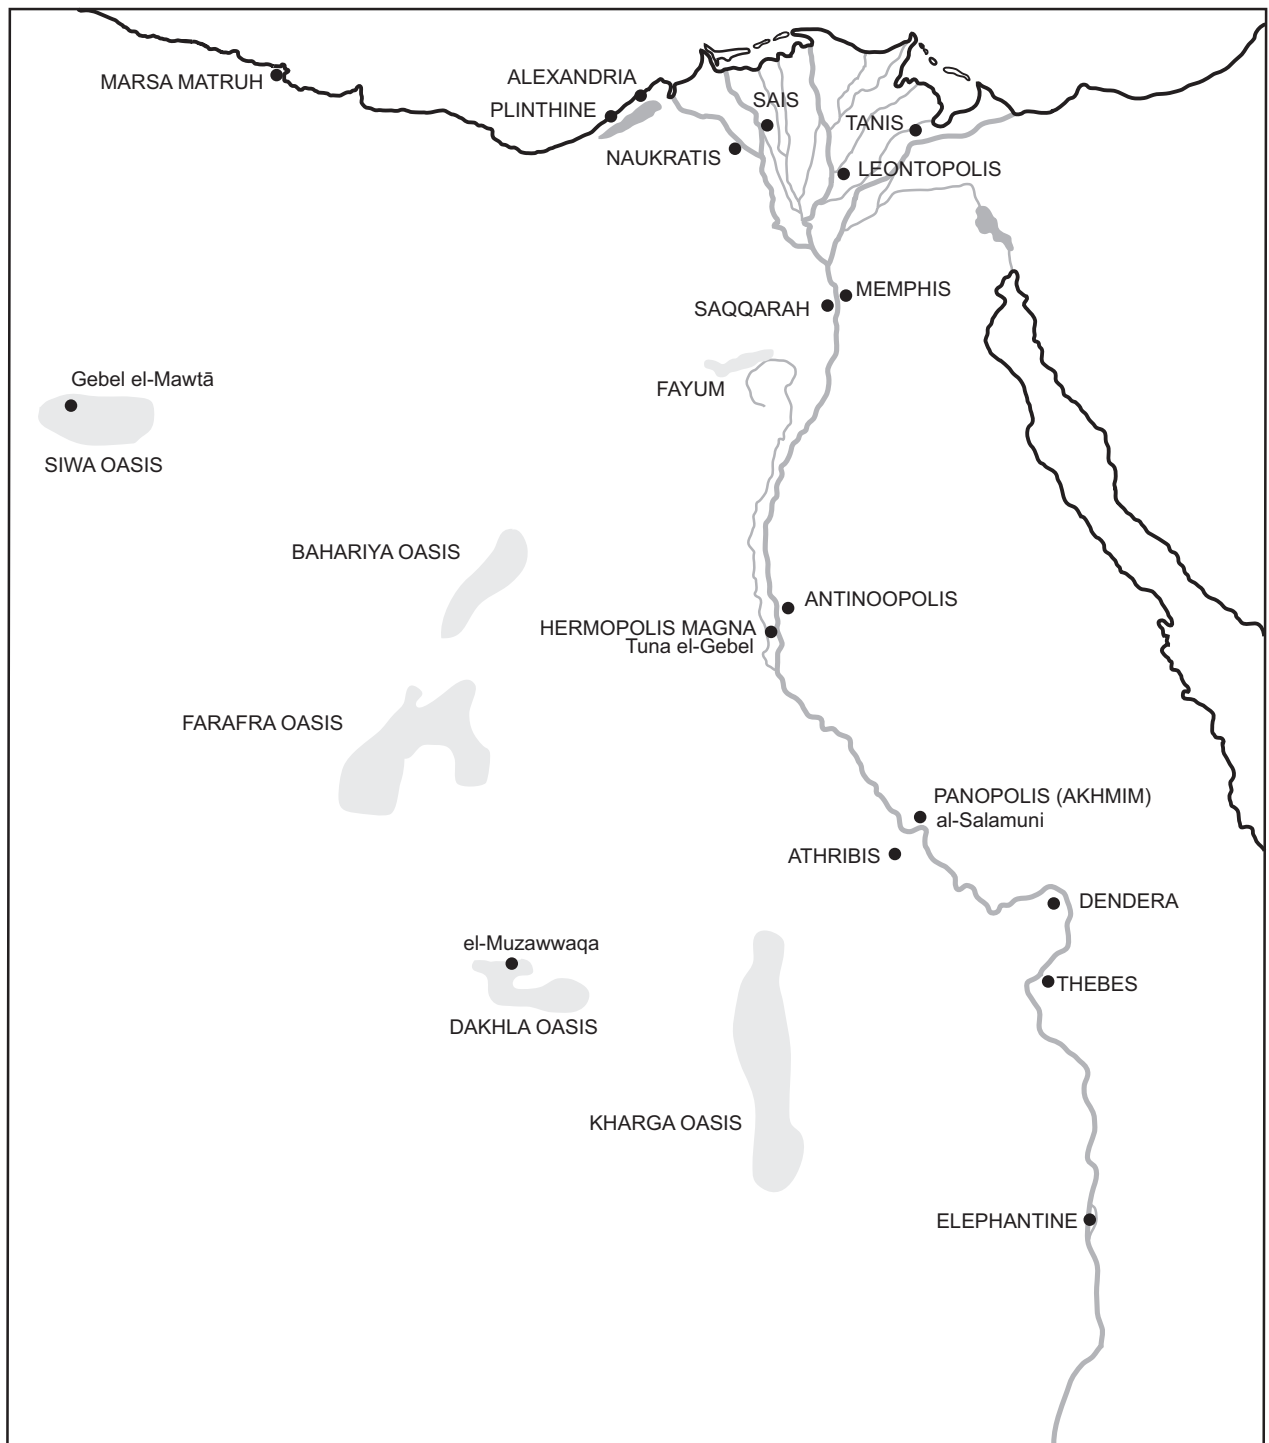 MARSA MATRUH
ALEXANDRIA
PLINTHINE
SAIS
TANIS
NAUKRATIS
LEONTOPOLIS
MEMPHIS
SAQQARAH
Gebel el-Mawtā
FAYUM
SIWA OASIS
BAHARIYA OASIS
ANTINOOPOLIS
HERMOPOLIS MAGNA
Tuna el-Gebel
FARAFRA OASIS
PANOPOLIS (AKHMIM)
al-Salamuni
ATHRIBIS
DENDERA
el-Muzawwaqa
THEBES
DAKHLA OASIS
KHARGA OASIS
ELEPHANTINE